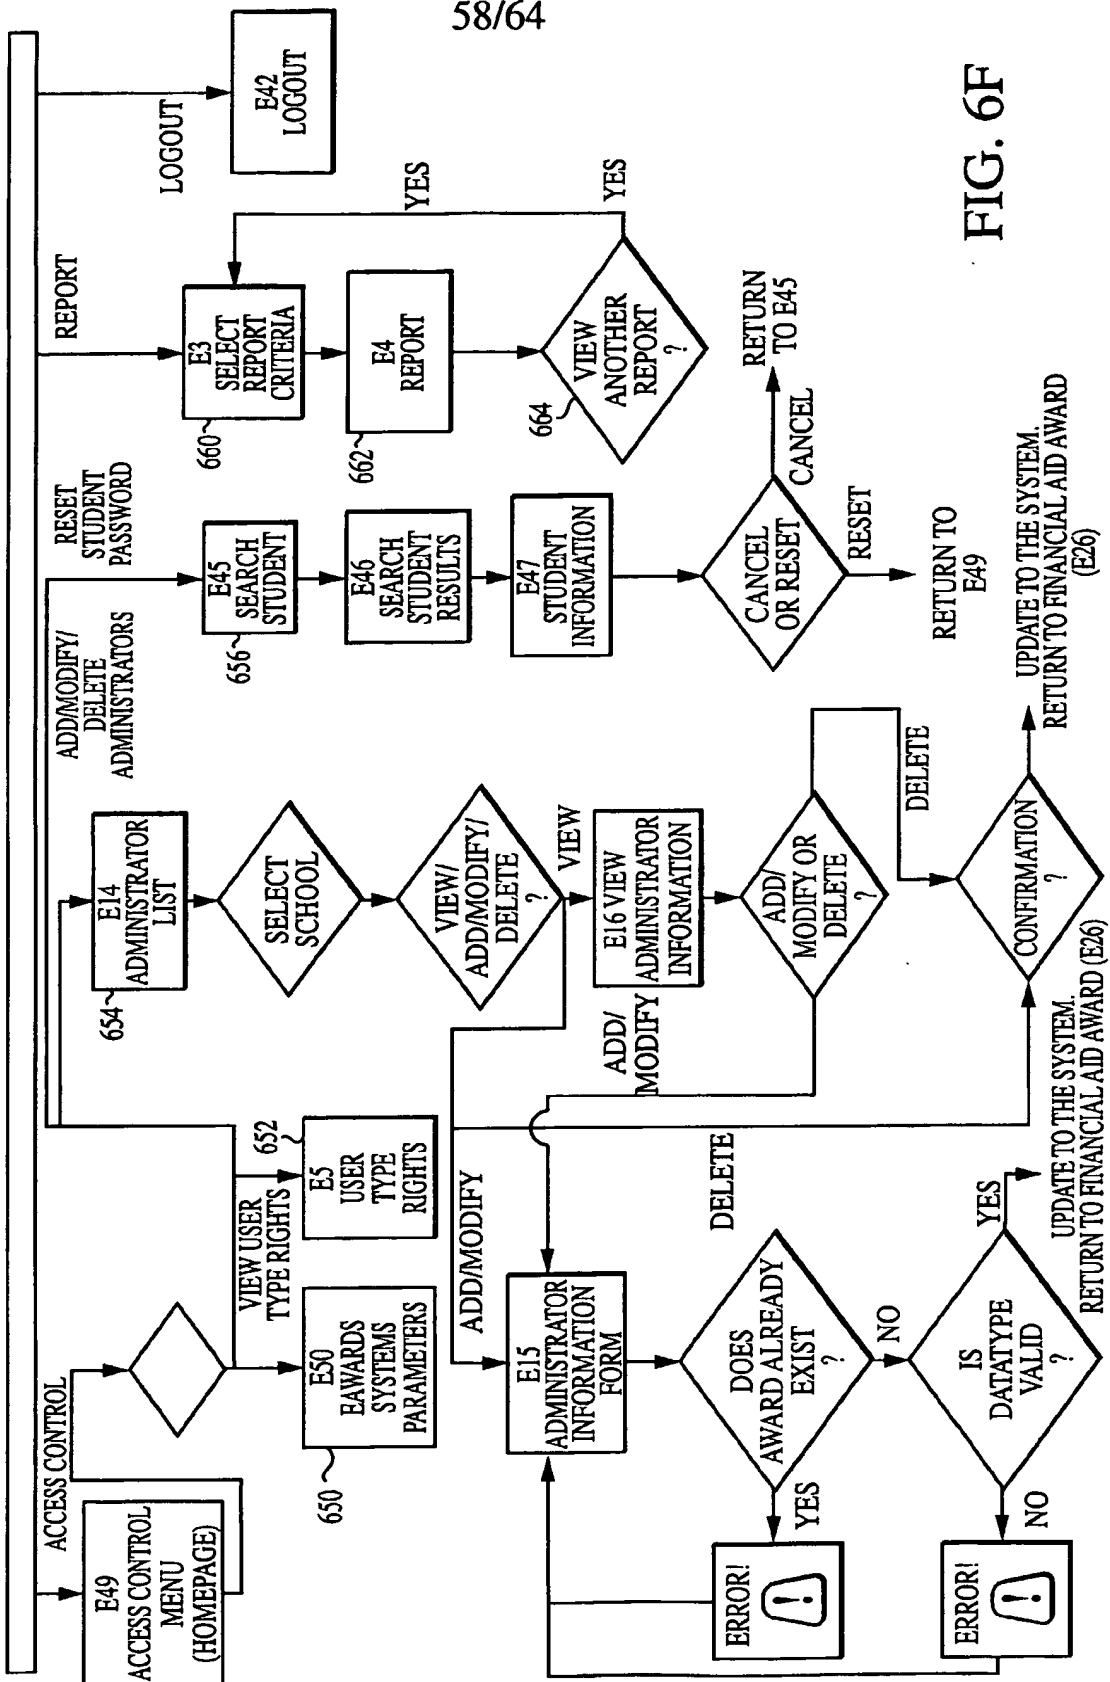 58/64
ACCESS CONTROL
E49
ACCESS CONTROL
MENU
(HOMEPAGE)
E50
EAWARDS
SYSTEMS
PARAMETERS
650
VIEW USER
TYPE RIGHTS
E5
USER
TYPE
RIGHTS
652
ADD/MODIFY/
DELETE
ADMINISTRATORS
E14
ADMINISTRATOR
LIST
654
SELECT
SCHOOL
VIEW/
ADD/MODIFY/
DELETE
?
VIEW
E16 VIEW
ADMINISTRATOR
INFORMATION
ADD/
MODIFY
ADD/
MODIFY OR
DELETE
?
DELETE
CONFIRMATION
?
UPDATE TO THE SYSTEM.
RETURN TO FINANCIAL AID AWARD
(E26)
ADD/MODIFY
DELETE
E15
ADMINISTRATOR
INFORMATION
FORM
DOES
AWARD ALREADY
EXIST
?
YES
NO
ERROR!
!
IS
DATATYPE
VALID
?
YES
NO
UPDATE TO THE SYSTEM.
RETURN TO FINANCIAL AID AWARD (E26)
ERROR!
!
RESET
STUDENT
PASSWORD
E45
SEARCH
STUDENT
656
E46
SEARCH
STUDENT
RESULTS
E47
STUDENT
INFORMATION
CANCEL
OR RESET
CANCEL
RETURN
TO E45
RESET
RETURN TO
E49
REPORT
E3
SELECT
REPORT
CRITERIA
660
E4
REPORT
662
VIEW
ANOTHER
REPORT
?
664
YES
YES
LOGOUT
E42
LOGOUT
FIG. 6F